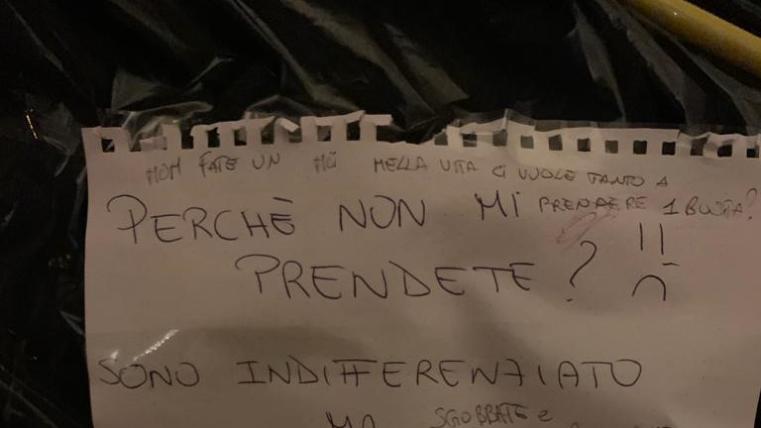 NON FATE UN NELLA VITA CI VUOLE TANTO A
PERCHÈ NON MI PRENDERE 1 BUSTA?
PRENDETE?
SONO INDIFFERENZIATO
MA SGOBBATE e